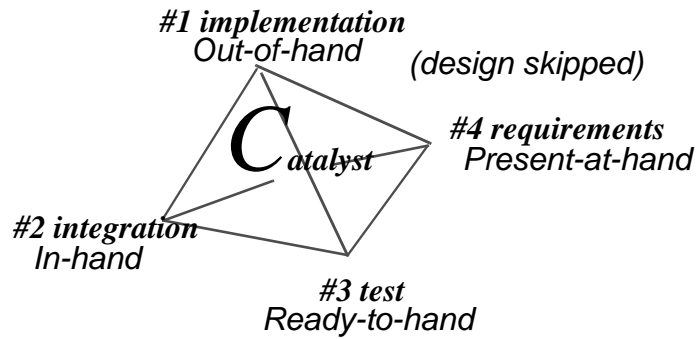 #1 implementation
Out-of-hand
(design skipped)
Catalyst
#4 requirements
Present-at-hand
#2 integration
In-hand
#3 test
Ready-to-hand